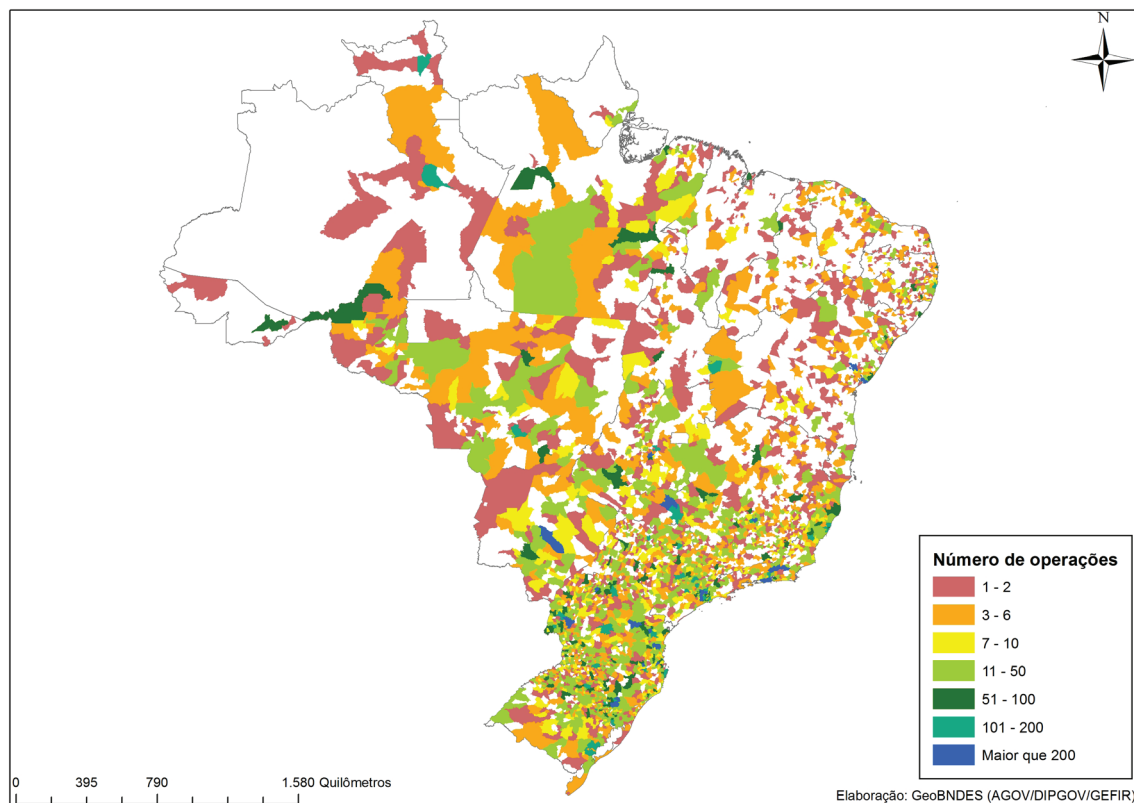 N
Número de operações
1 - 2
3 - 6
7 - 10
11 - 50
51 - 100
101 - 200
Maior que 200
0 395 790 1.580 Quilômetros
Elaboração: GeoBNDES (AGOV/DIPGOV/GEFIR)